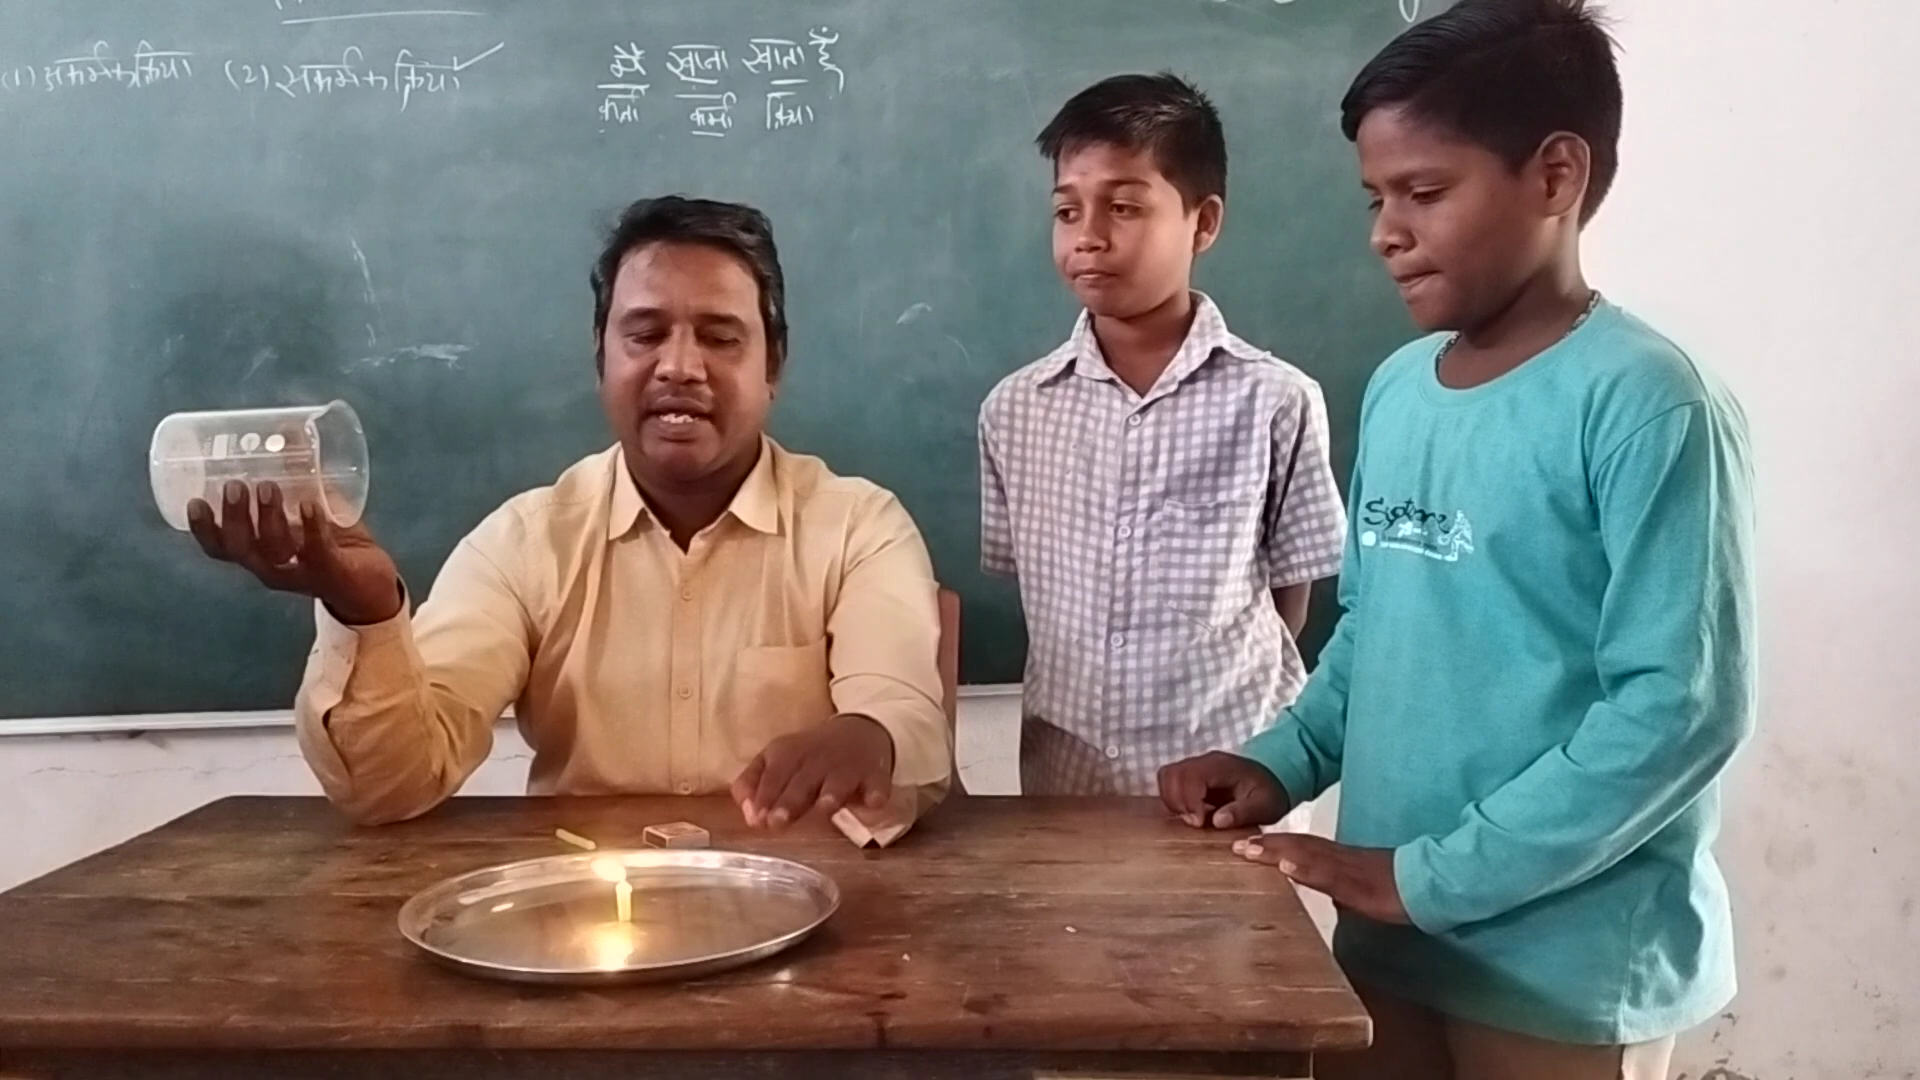 (1) अकर्मक क्रिया (2) सकर्मक क्रिया
मैं खाना खाता हूँ
कर्ता कर्म क्रिया